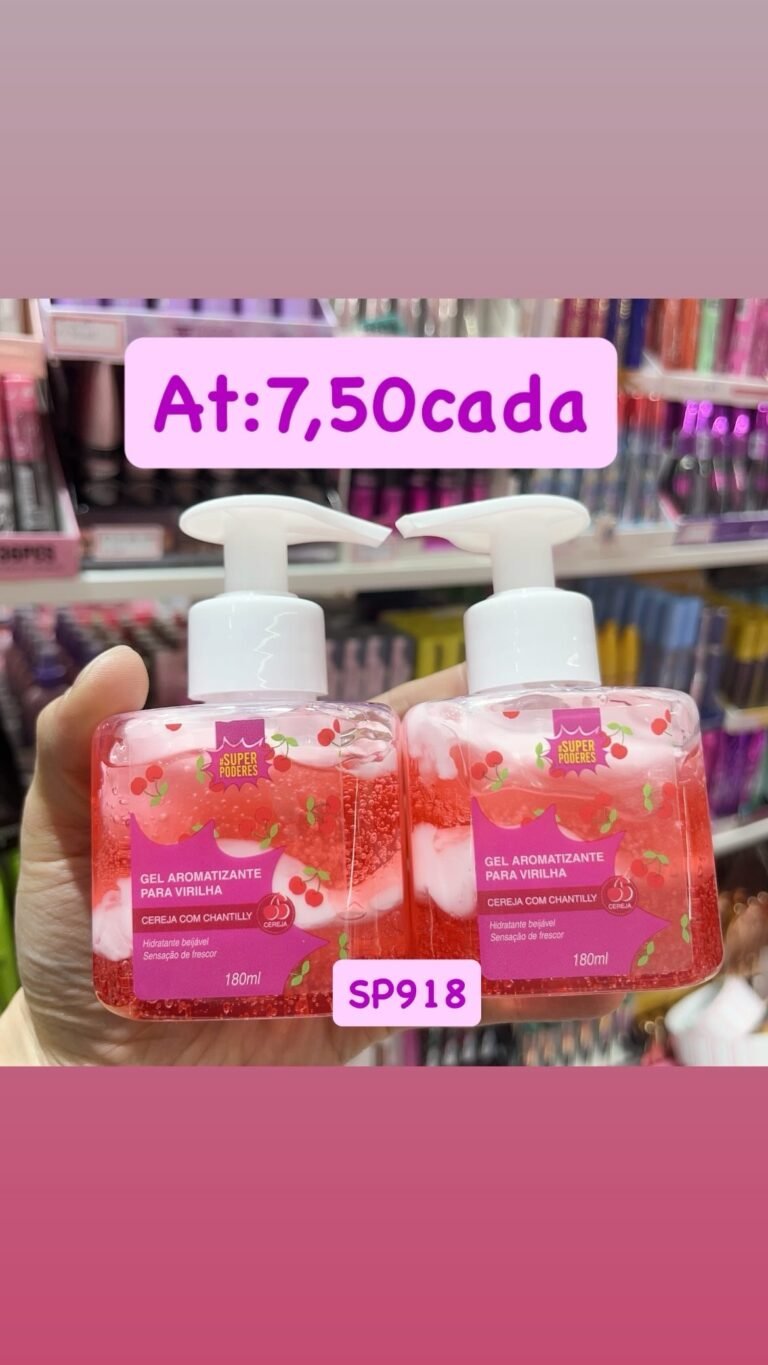 At:7,50cada
#SUPER
PODERES
GEL AROMATIZANTE
PARA VIRILHA
CEREJA COM CHANTILLY
CEREJA
Hidratante beijável
Sensação de frescor
180ml
#SUPER
PODERES
GEL AROMATIZANTE
PARA VIRILHA
CEREJA COM CHANTILLY
CEREJA
Hidratante beijável
Sensação de frescor
180ml
SP918